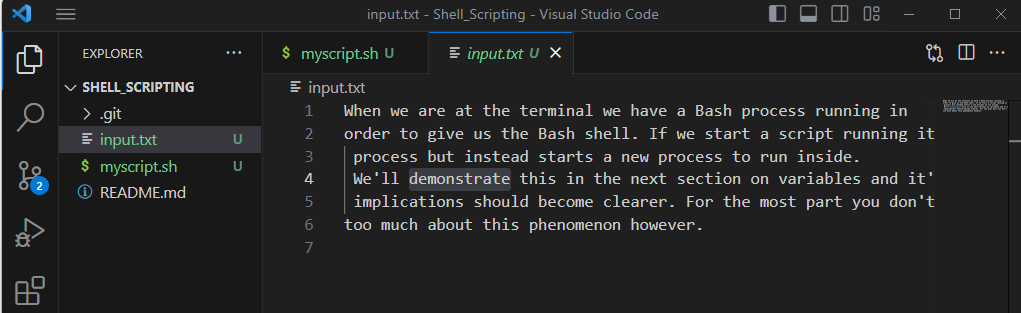 input.txt - Shell_Scripting - Visual Studio Code
EXPLORER
SHELL_SCRIPTING
.git
input.txt U
myscript.sh U
README.md
2
myscript.sh U
input.txt U
input.txt
1 When we are at the terminal we have a Bash process running in
2 order to give us the Bash shell. If we start a script running it
3 process but instead starts a new process to run inside.
4 We'll demonstrate this in the next section on variables and it'
5 implications should become clearer. For the most part you don't
6 too much about this phenomenon however.
7